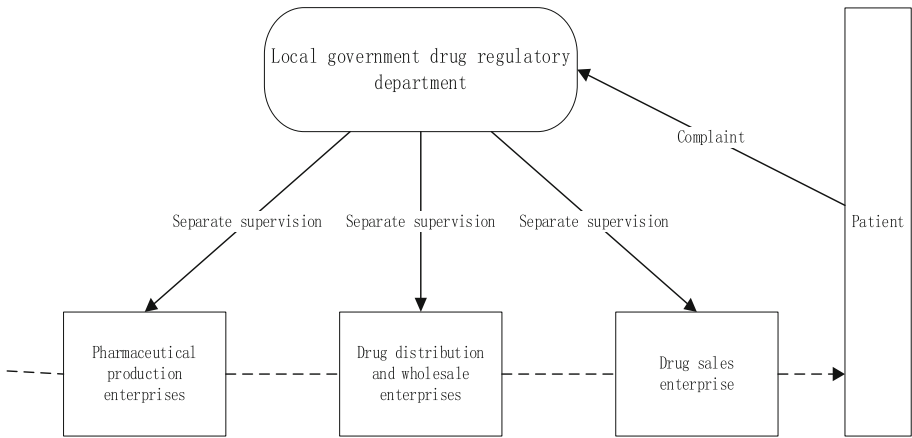 Local government drug regulatory
department
Complaint
Separate supervision
Separate supervision
Separate supervision
Patient
Pharmaceutical
production
enterprises
Drug distribution
and wholesale
enterprises
Drug sales
enterprise